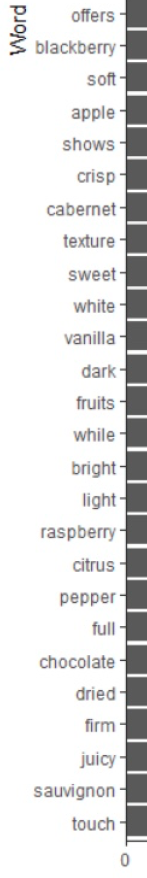 Word
offers
blackberry
soft
apple
shows
crisp
cabernet
texture
sweet
white
vanilla
dark
fruits
while
bright
light
raspberry
citrus
pepper
full
chocolate
dried
firm
juicy
sauvignon
touch
0